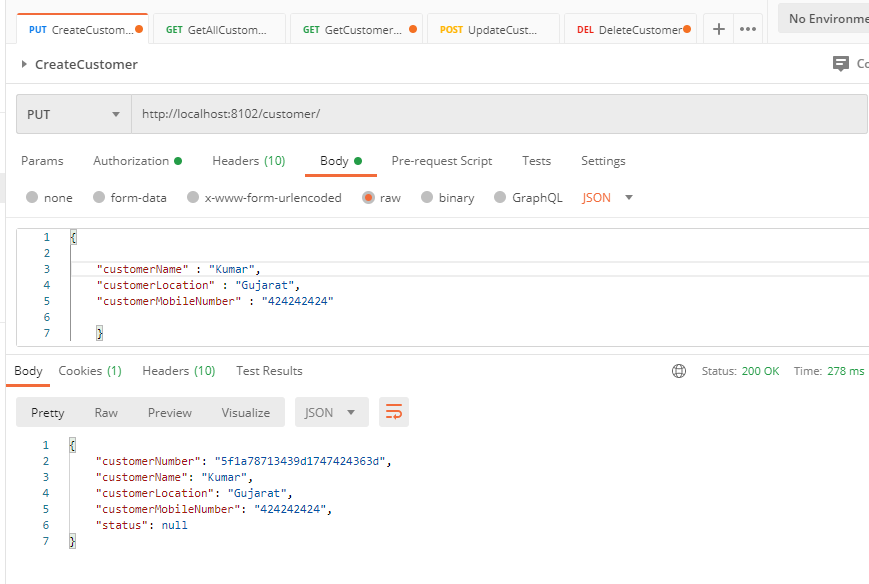 PUT CreateCustom... GET GetAllCustom... GET GetCustomer... POST UpdateCust... DEL DeleteCustomer + ••• No Environme
CreateCustomer Co
PUT http://localhost:8102/customer/
Params Authorization Headers (10) Body Pre-request Script Tests Settings
none form-data x-www-form-urlencoded raw binary GraphQL JSON
1 {
2
3 "customerName" : "Kumar",
4 "customerLocation" : "Gujarat",
5 "customerMobileNumber" : "424242424"
6
7 }
Body Cookies (1) Headers (10) Test Results Status: 200 OK Time: 278 ms
Pretty Raw Preview Visualize JSON
1 {
2 "customerNumber": "5f1a78713439d1747424363d",
3 "customerName": "Kumar",
4 "customerLocation": "Gujarat",
5 "customerMobileNumber": "424242424",
6 "status": null
7 }